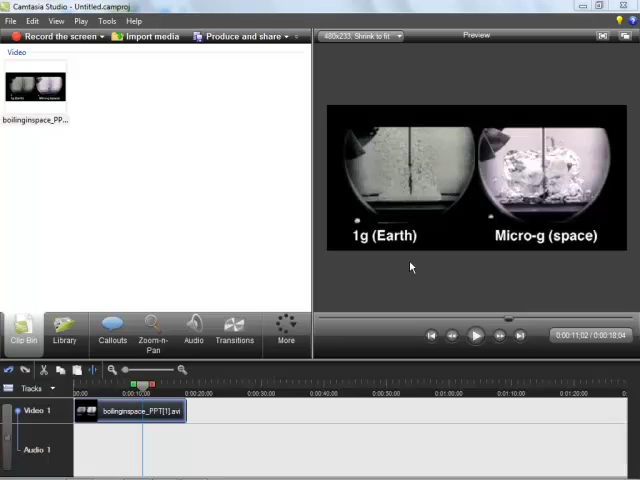 Camtasia Studio - Untitled.camproj
File Edit View Play Tools Help
Record the screen Import media Produce and share
480x233, Shrink to fit Preview
Video
boilinginspace_PP...
1g (Earth) Micro-g (space)
Clip Bin Library Callouts Zoom-n-Pan Audio Transitions More
0:00:11;02 / 0:00:18;04
Tracks
00:00 0:00:10;00 0:00:20;00 0:00:30;00 0:00:40;00 0:00:50;00 0:01:00;00 0:01:10;00 0:01:20;00
Video 1 boilinginspace_PPT[1].avi
Audio 1